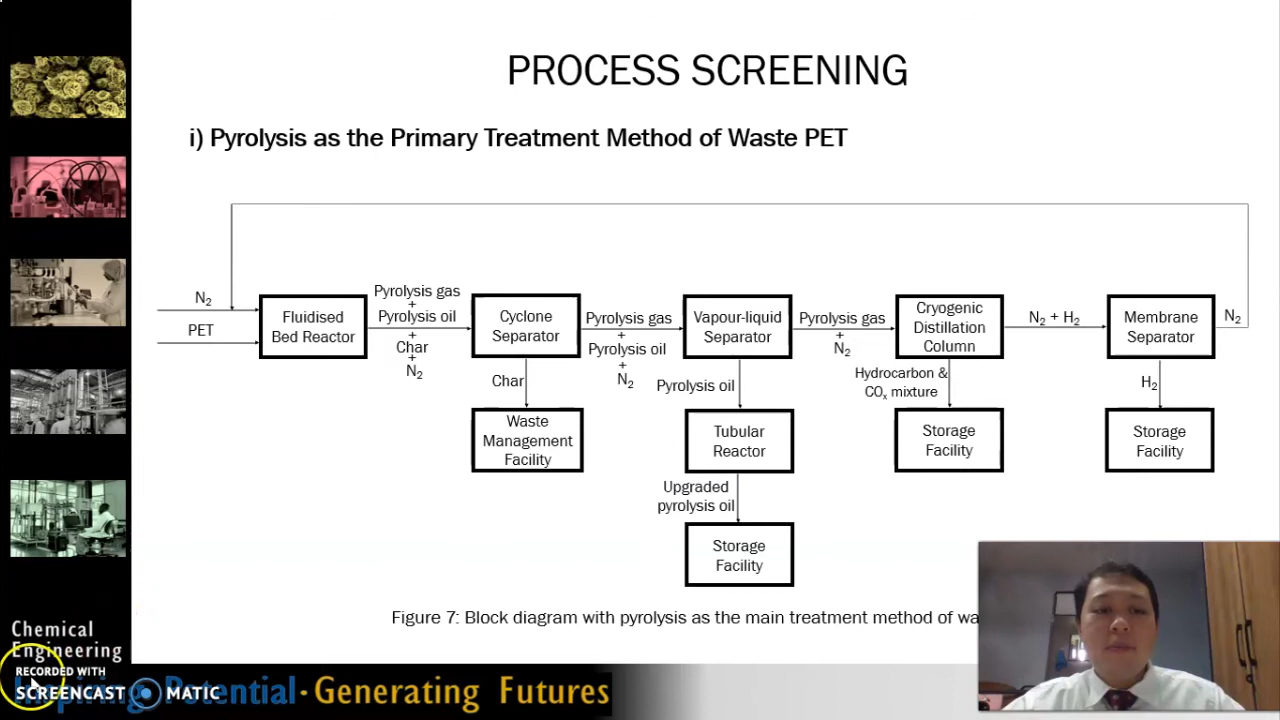 PROCESS SCREENING
i) Pyrolysis as the Primary Treatment Method of Waste PET
N₂
PET
Fluidised
Bed Reactor
Pyrolysis gas
+
Pyrolysis oil
+
Char
+
N₂
Cyclone
Separator
Char
Waste
Management
Facility
Pyrolysis gas
+
Pyrolysis oil
+
N₂
Vapour-liquid
Separator
Pyrolysis oil
Tubular
Reactor
Upgraded
pyrolysis oil
Storage
Facility
Pyrolysis gas
+
N₂
Cryogenic
Distillation
Column
Hydrocarbon &
COₓ mixture
Storage
Facility
N₂ + H₂
Membrane
Separator
N₂
H₂
Storage
Facility
Figure 7: Block diagram with pyrolysis as the main treatment method of wa
Chemical
Engineering
RECORDED WITH
SCREENCAST MATIC
Inspiring Potential · Generating Futures